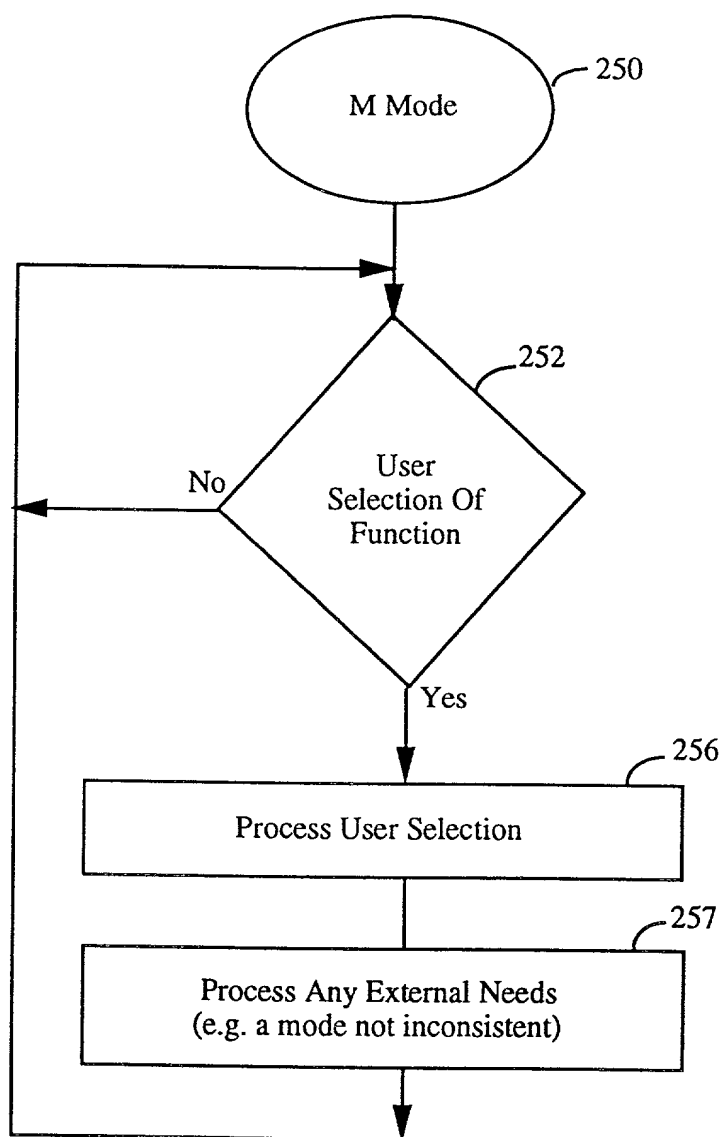 250
M Mode
252
User
Selection Of
Function
No
Yes
256
Process User Selection
257
Process Any External Needs
(e.g. a mode not inconsistent)